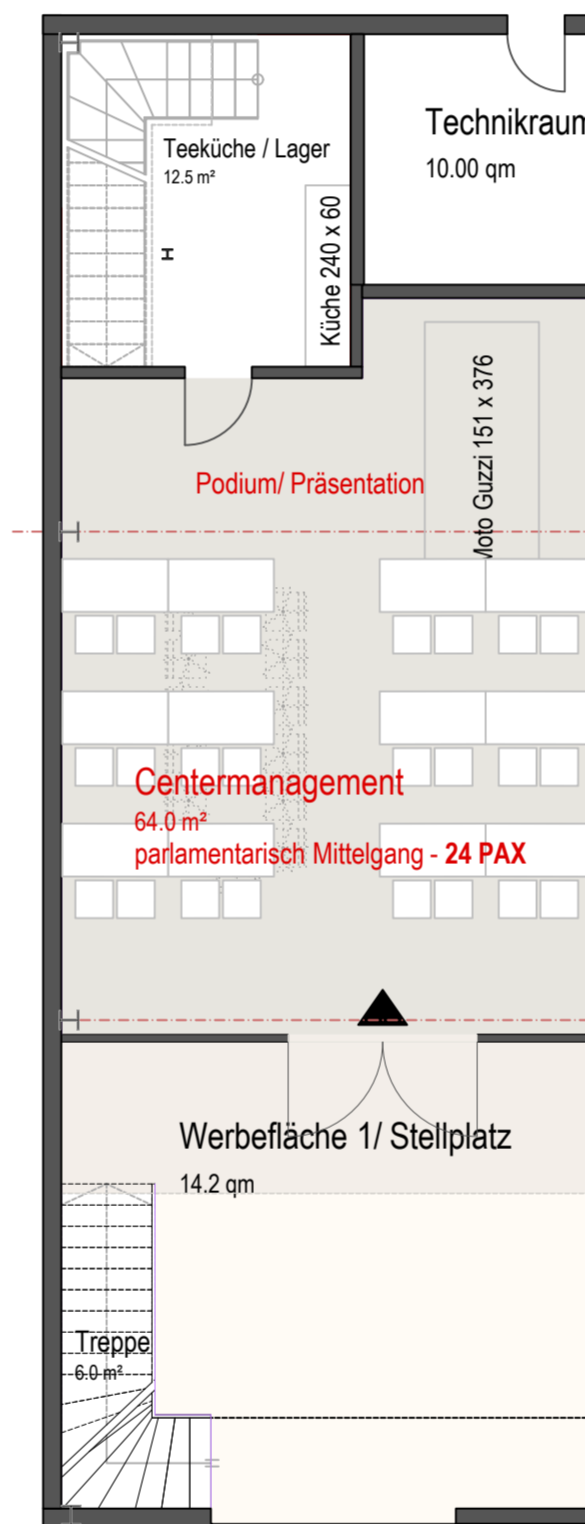 Teeküche / Lager
12.5 m²
Technikraum
10.00 qm
Küche 240 x 60
Moto Guzzi 151 x 376
Podium/ Präsentation
Centermanagement
64.0 m²
parlamentarisch Mittelgang - 24 PAX
Werbefläche 1/ Stellplatz
14.2 qm
Treppe
6.0 m²